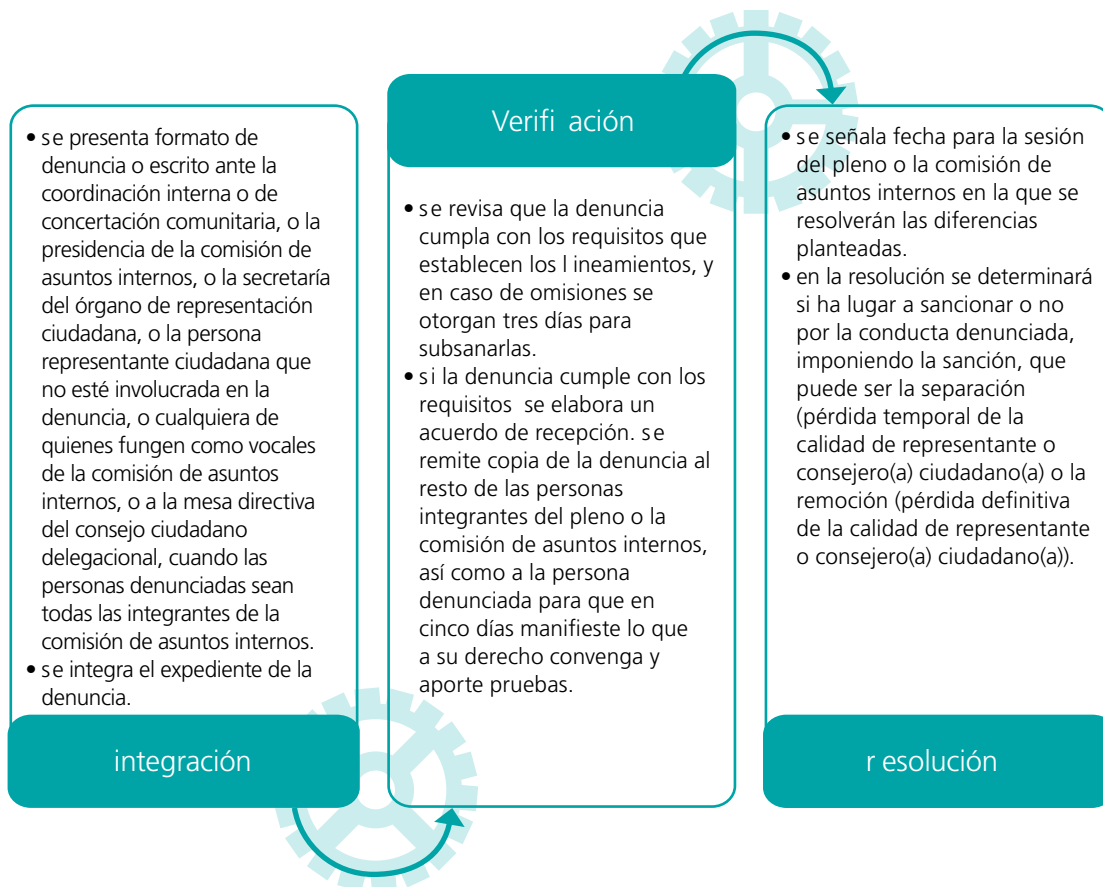 • se presenta formato de
denuncia o escrito ante la
coordinación interna o de
concertación comunitaria, o la
presidencia de la comisión de
asuntos internos, o la secretaría
del órgano de representación
ciudadana, o la persona
representante ciudadana que
no esté involucrada en la
denuncia, o cualquiera de
quienes fungen como vocales
de la comisión de asuntos
internos, o a la mesa directiva
del consejo ciudadano
delegacional, cuando las
personas denunciadas sean
todas las integrantes de la
comisión de asuntos internos.
• se integra el expediente de la
denuncia.
integración
Verifi ación
• se revisa que la denuncia
cumpla con los requisitos que
establecen los l ineamientos, y
en caso de omisiones se
otorgan tres días para
subsanarlas.
• si la denuncia cumple con los
requisitos se elabora un
acuerdo de recepción. se
remite copia de la denuncia al
resto de las personas
integrantes del pleno o la
comisión de asuntos internos,
así como a la persona
denunciada para que en
cinco días manifieste lo que
a su derecho convenga y
aporte pruebas.
• se señala fecha para la sesión
del pleno o la comisión de
asuntos internos en la que se
resolverán las diferencias
planteadas.
• en la resolución se determinará
si ha lugar a sancionar o no
por la conducta denunciada,
imponiendo la sanción, que
puede ser la separación
(pérdida temporal de la
calidad de representante o
consejero(a) ciudadano(a) o la
remoción (pérdida definitiva
de la calidad de representante
o consejero(a) ciudadano(a)).
r esolución